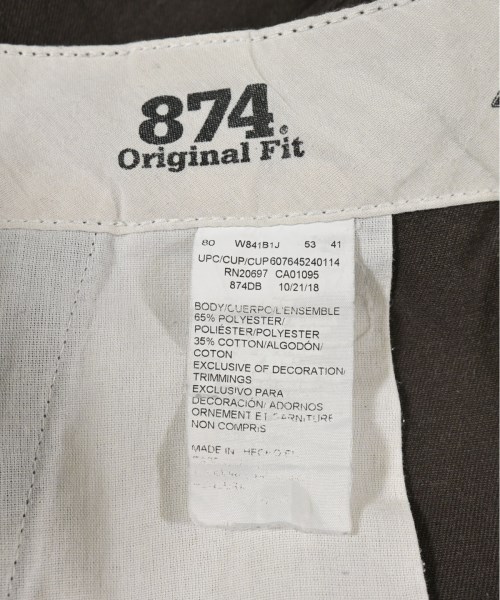 874®
Original Fit
80 W841B1J 53 41
UPC/CUP/CUP607645240114
RN20697 CA01095
874DB 10/21/18
BODY/CUERPO/L'ENSEMBLE
65% POLYESTER/
POLIÉSTER/POLYESTER
35% COTTON/ALGODÓN/
COTON
EXCLUSIVE OF DECORATION/
TRIMMINGS
EXCLUSIVO PARA
DECORACIÓN/ ADORNOS
ORNEMENT ET GARNITURE
NON COMPRIS
MADE IN HECHO